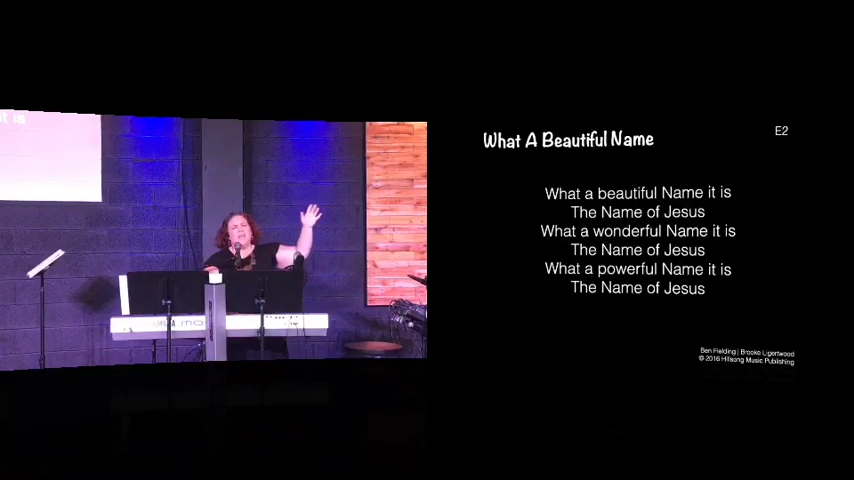 it is
What A Beautiful Name
E2
What a beautiful Name it is
The Name of Jesus
What a wonderful Name it is
The Name of Jesus
What a powerful Name it is
The Name of Jesus
Ben Fielding | Brooke Ligertwood
© 2016 Hillsong Music Publishing